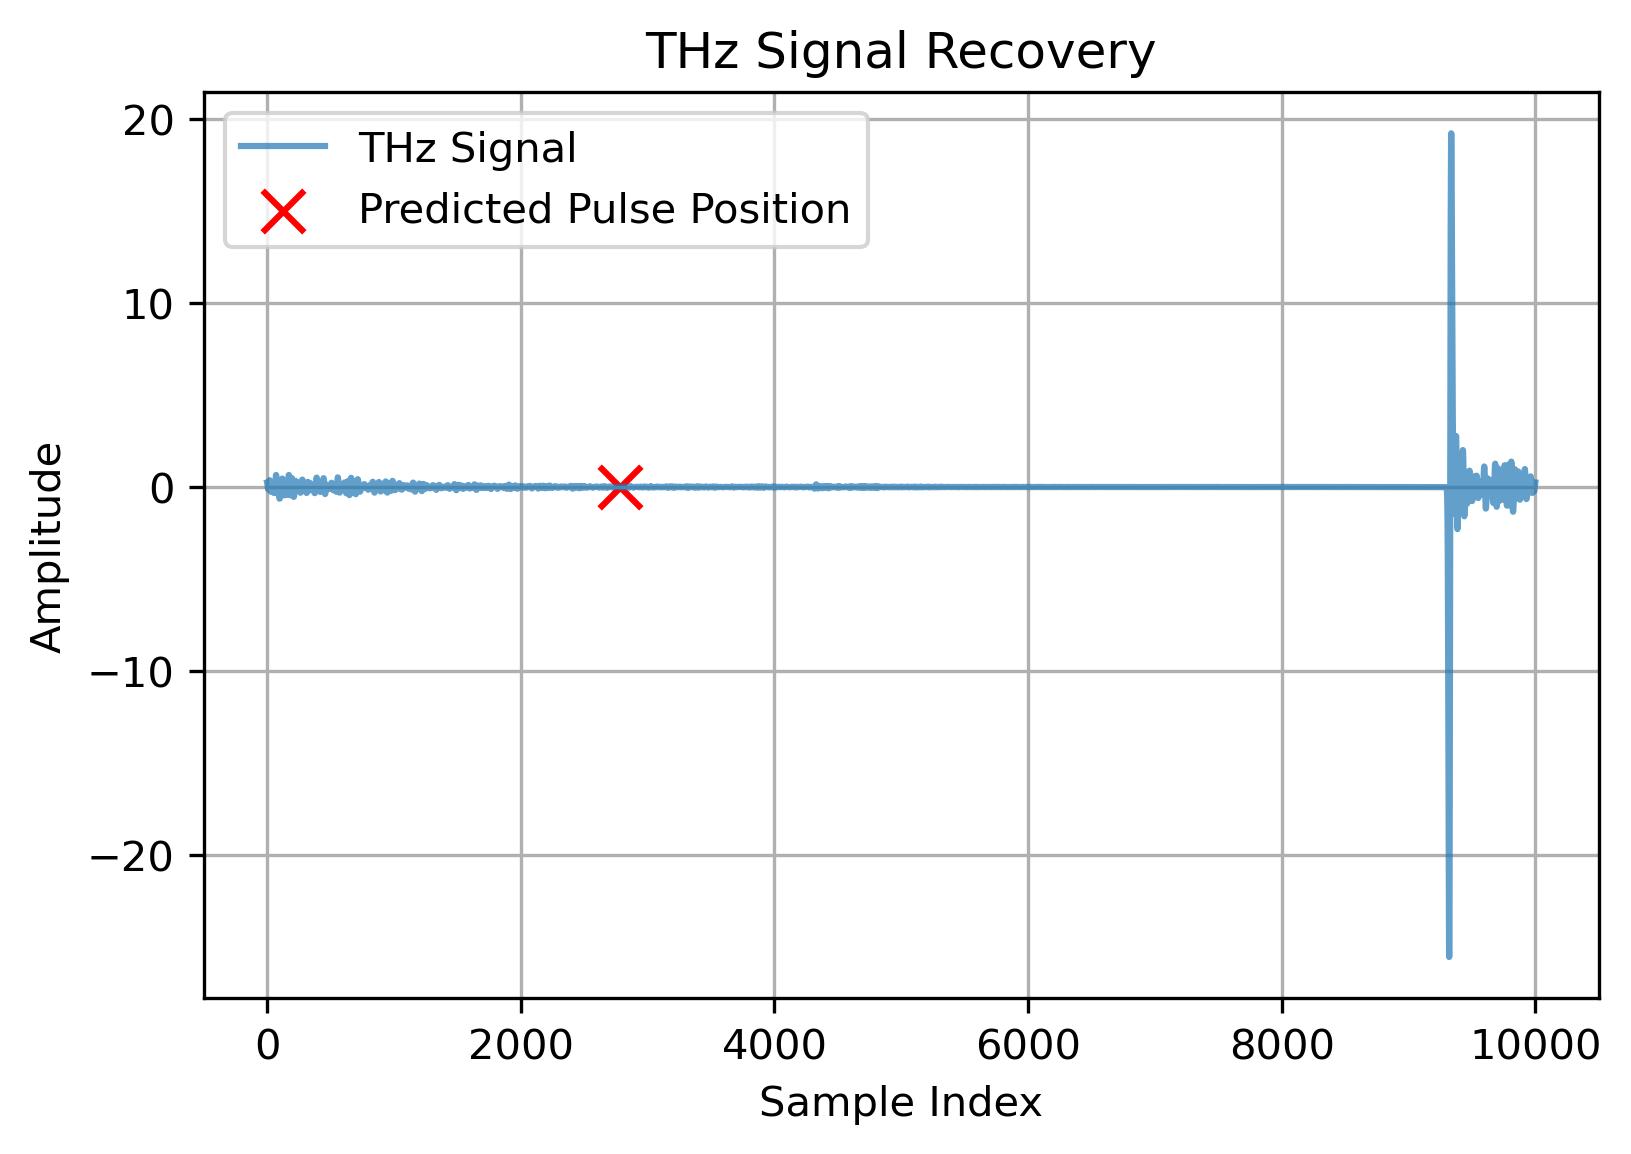 THz Signal Recovery
THz Signal
Predicted Pulse Position
20
10
0
−10
−20
Amplitude
0 2000 4000 6000 8000 10000
Sample Index